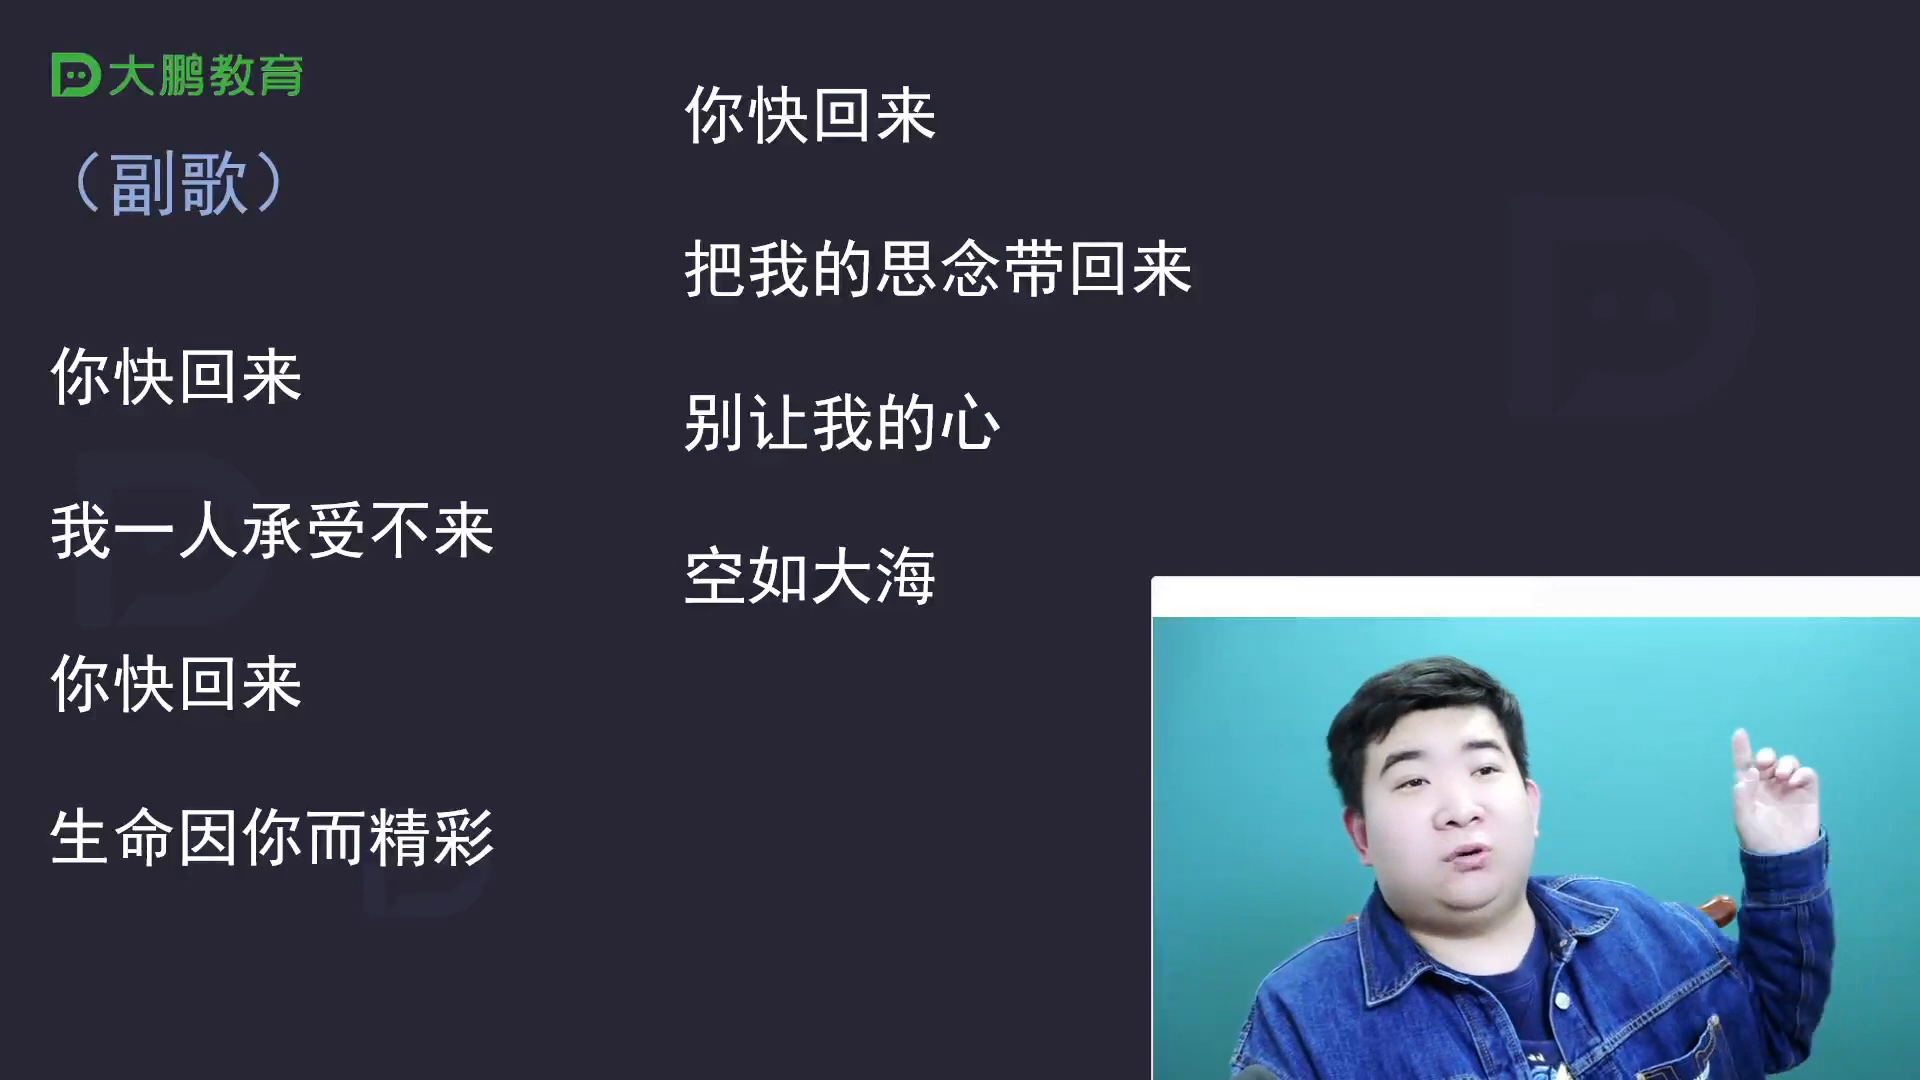 大鹏教育
（副歌）
你快回来
我一人承受不来
你快回来
生命因你而精彩
你快回来
把我的思念带回来
别让我的心
空如大海